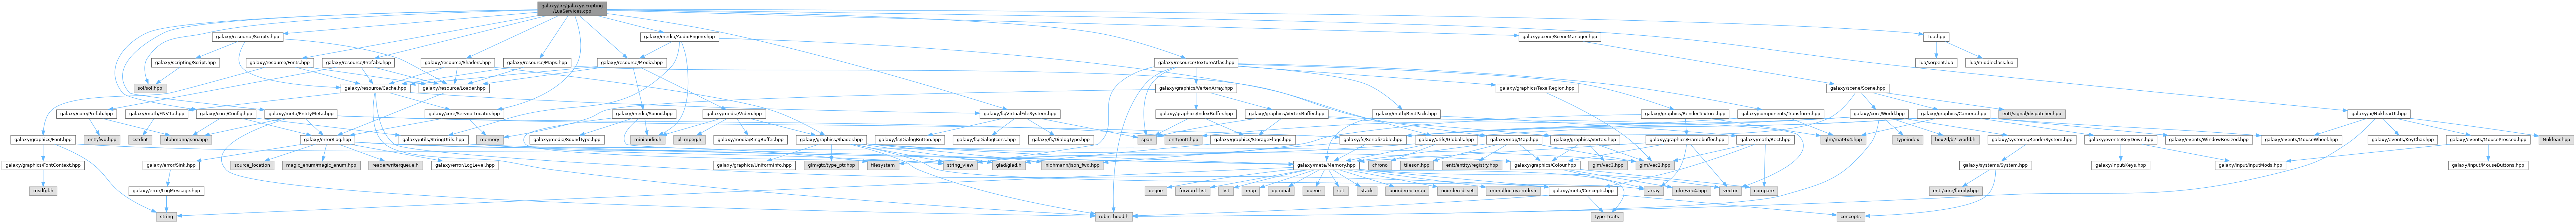 galaxy/src/galaxy/scripting
/LuaServices.cpp
galaxy/resource/Scripts.hpp
galaxy/media/AudioEngine.hpp
galaxy/scene/SceneManager.hpp
Lua.hpp
galaxy/scripting/Script.hpp
galaxy/resource/Fonts.hpp
galaxy/resource/Prefabs.hpp
galaxy/resource/Shaders.hpp
galaxy/resource/Maps.hpp
galaxy/resource/Media.hpp
galaxy/resource/TextureAtlas.hpp
lua/serpent.lua
lua/middleclass.lua
sol/sol.hpp
galaxy/resource/Cache.hpp
galaxy/resource/Loader.hpp
galaxy/graphics/VertexArray.hpp
galaxy/graphics/TexelRegion.hpp
galaxy/scene/Scene.hpp
galaxy/core/Prefab.hpp
galaxy/math/FNV1a.hpp
galaxy/core/Config.hpp
galaxy/meta/EntityMeta.hpp
galaxy/core/ServiceLocator.hpp
galaxy/media/Sound.hpp
galaxy/media/Video.hpp
galaxy/fs/VirtualFileSystem.hpp
galaxy/graphics/IndexBuffer.hpp
galaxy/graphics/VertexBuffer.hpp
galaxy/math/RectPack.hpp
galaxy/graphics/RenderTexture.hpp
galaxy/components/Transform.hpp
galaxy/core/World.hpp
galaxy/graphics/Camera.hpp
entt/signal/dispatcher.hpp
galaxy/ui/NuklearUI.hpp
galaxy/graphics/Font.hpp
entt/fwd.hpp
cstdint
nlohmann/json.hpp
galaxy/error/Log.hpp
galaxy/utils/StringUtils.hpp
memory
galaxy/media/SoundType.hpp
miniaudio.h
pl_mpeg.h
galaxy/media/RingBuffer.hpp
galaxy/graphics/Shader.hpp
galaxy/fs/DialogButton.hpp
galaxy/fs/DialogIcons.hpp
galaxy/fs/DialogType.hpp
span
entt/entt.hpp
galaxy/graphics/StorageFlags.hpp
galaxy/fs/Serializable.hpp
galaxy/utils/Globals.hpp
galaxy/map/Map.hpp
galaxy/graphics/Vertex.hpp
galaxy/graphics/Framebuffer.hpp
galaxy/math/Rect.hpp
glm/mat4x4.hpp
typeindex
box2d/b2_world.h
galaxy/systems/RenderSystem.hpp
galaxy/events/KeyDown.hpp
galaxy/events/WindowResized.hpp
galaxy/events/MouseWheel.hpp
galaxy/events/KeyChar.hpp
galaxy/events/MousePressed.hpp
Nuklear.hpp
galaxy/graphics/FontContext.hpp
galaxy/error/Sink.hpp
source_location
magic_enum/magic_enum.hpp
readerwriterqueue.h
galaxy/error/LogLevel.hpp
galaxy/graphics/UniformInfo.hpp
glm/gtc/type_ptr.hpp
filesystem
string_view
glad/glad.h
nlohmann/json_fwd.hpp
galaxy/meta/Memory.hpp
chrono
tileson.hpp
entt/entity/registry.hpp
galaxy/graphics/Colour.hpp
glm/vec3.hpp
glm/vec2.hpp
galaxy/systems/System.hpp
galaxy/input/Keys.hpp
galaxy/input/InputMods.hpp
galaxy/input/MouseButtons.hpp
msdfgl.h
galaxy/error/LogMessage.hpp
deque
forward_list
list
map
optional
queue
set
stack
unordered_map
unordered_set
mimalloc-override.h
galaxy/meta/Concepts.hpp
array
glm/vec4.hpp
vector
compare
entt/core/family.hpp
string
robin_hood.h
type_traits
concepts